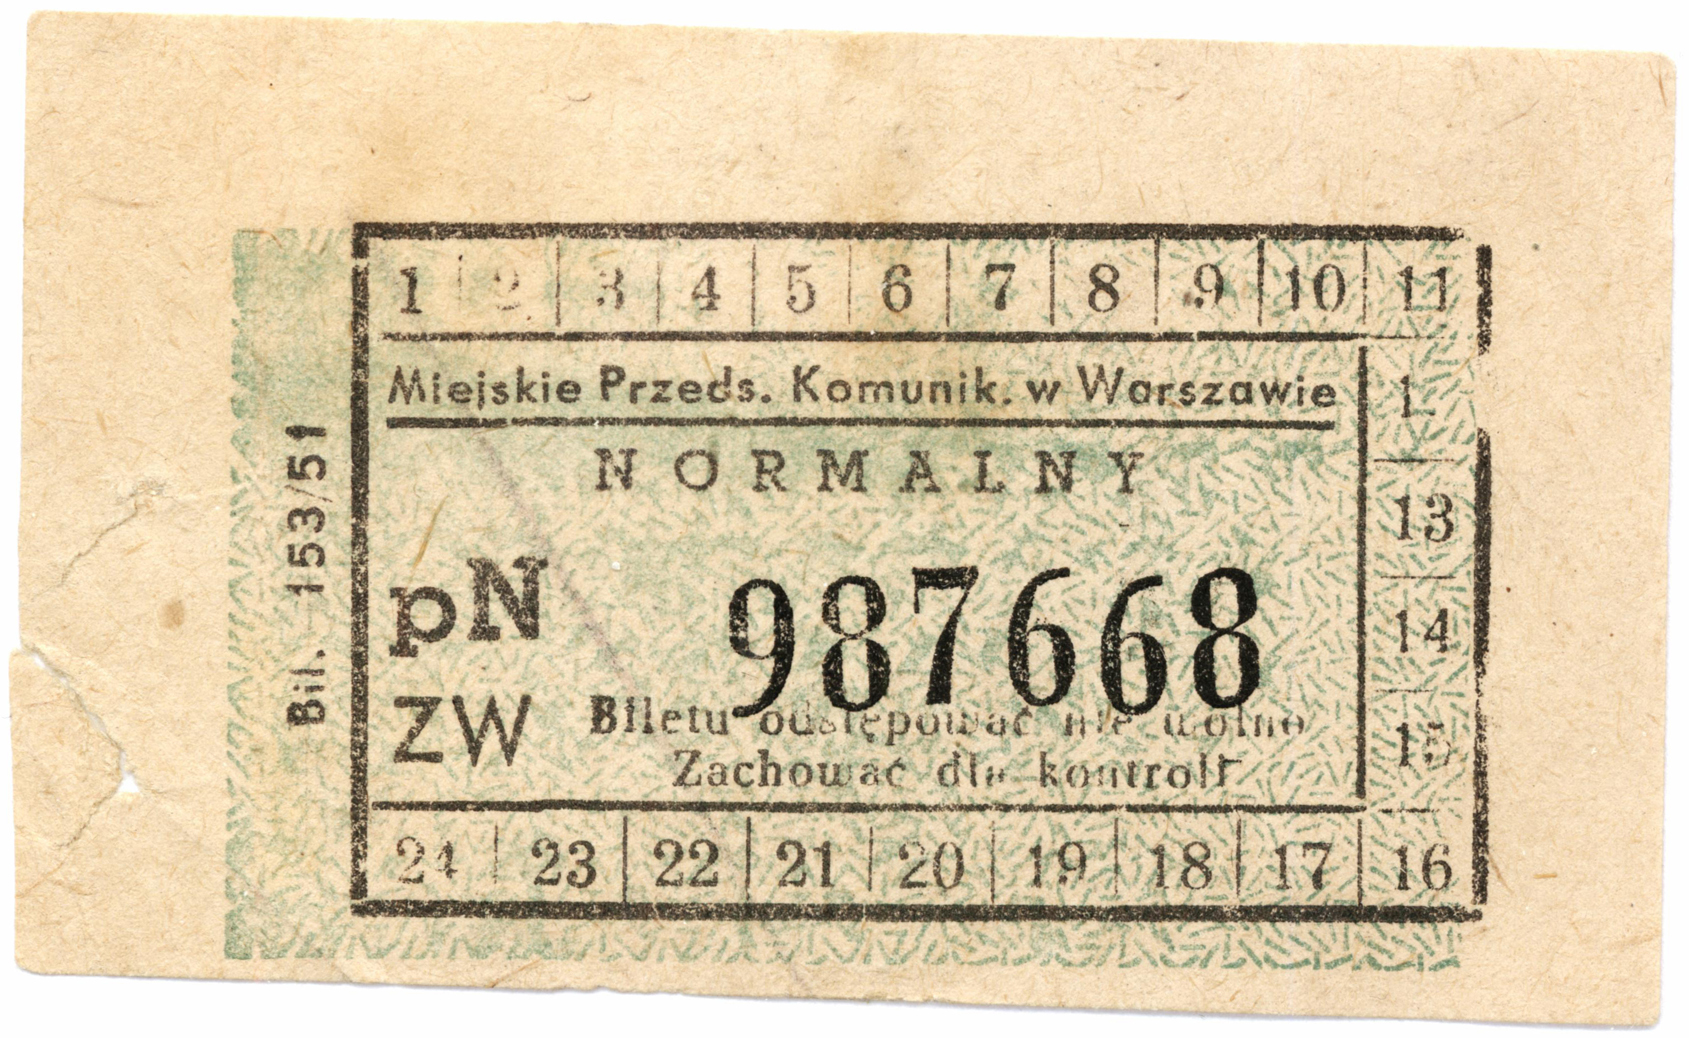 1 2 3 4 5 6 7 8 9 10 11
Miejskie Przeds. Komunik. w Warszawie
NORMALNY
1
13
14
15
Bil. 153/51
pN 987668
ZW
Biletu odstępować nie wolno
Zachować dla kontroli
24 23 22 21 20 19 18 17 16